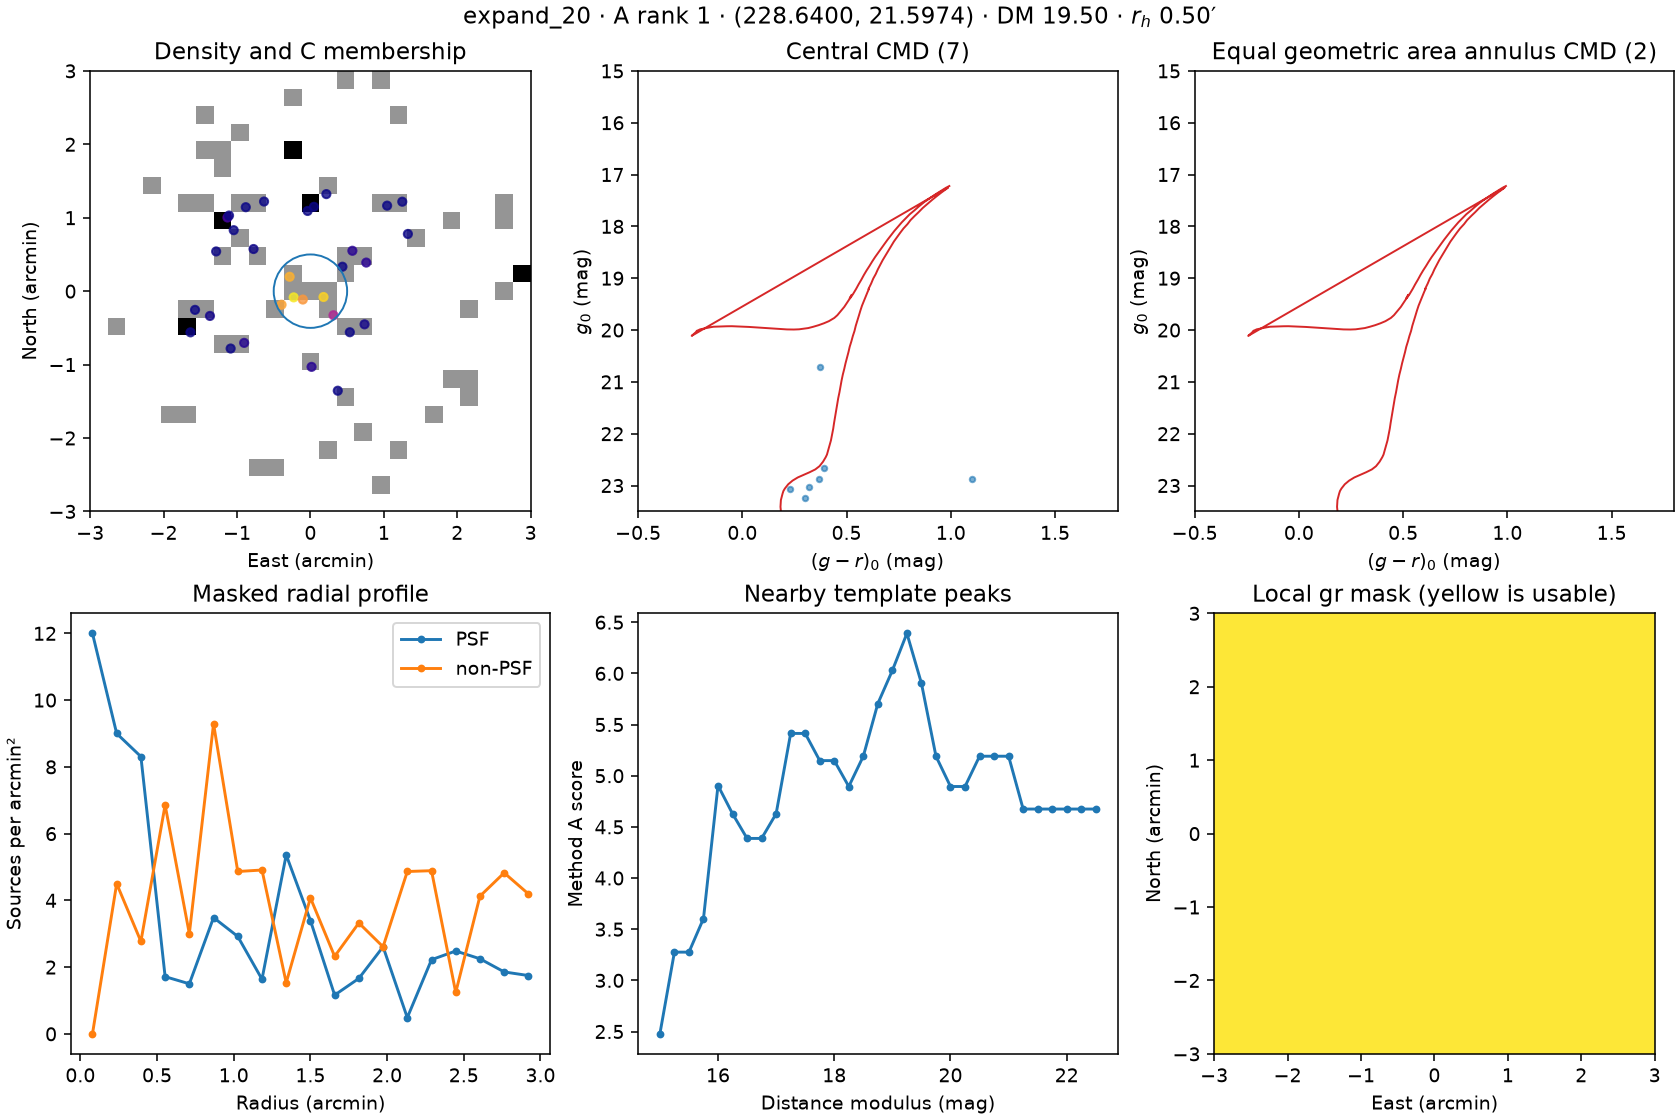 expand_20 · A rank 1 · (228.6400, 21.5974) · DM 19.50 · r_h 0.50′
Density and C membership
3
2
1
0
−1
−2
−3
North (arcmin)
−3 −2 −1 0 1 2 3
East (arcmin)
Central CMD (7)
15
16
17
18
19
20
21
22
23
g₀ (mag)
−0.5 0.0 0.5 1.0 1.5
(g − r)₀ (mag)
Equal geometric area annulus CMD (2)
15
16
17
18
19
20
21
22
23
g₀ (mag)
−0.5 0.0 0.5 1.0 1.5
(g − r)₀ (mag)
Masked radial profile
PSF
non-PSF
12
10
8
6
4
2
0
Sources per arcmin²
0.0 0.5 1.0 1.5 2.0 2.5 3.0
Radius (arcmin)
Nearby template peaks
6.5
6.0
5.5
5.0
4.5
4.0
3.5
3.0
2.5
Method A score
16 18 20 22
Distance modulus (mag)
Local gr mask (yellow is usable)
3
2
1
0
−1
−2
−3
North (arcmin)
−3 −2 −1 0 1 2 3
East (arcmin)